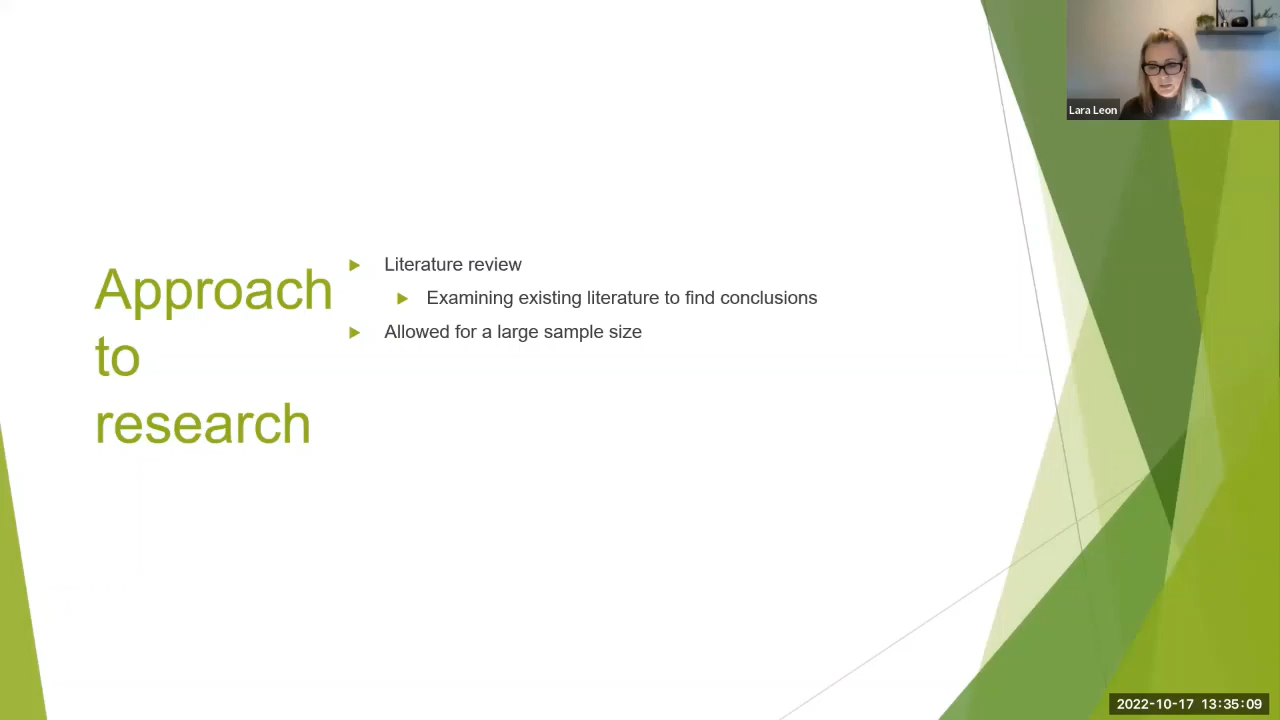 Lara Leon
Approach
to
research
Literature review
Examining existing literature to find conclusions
Allowed for a large sample size
2022-10-17 13:35:09